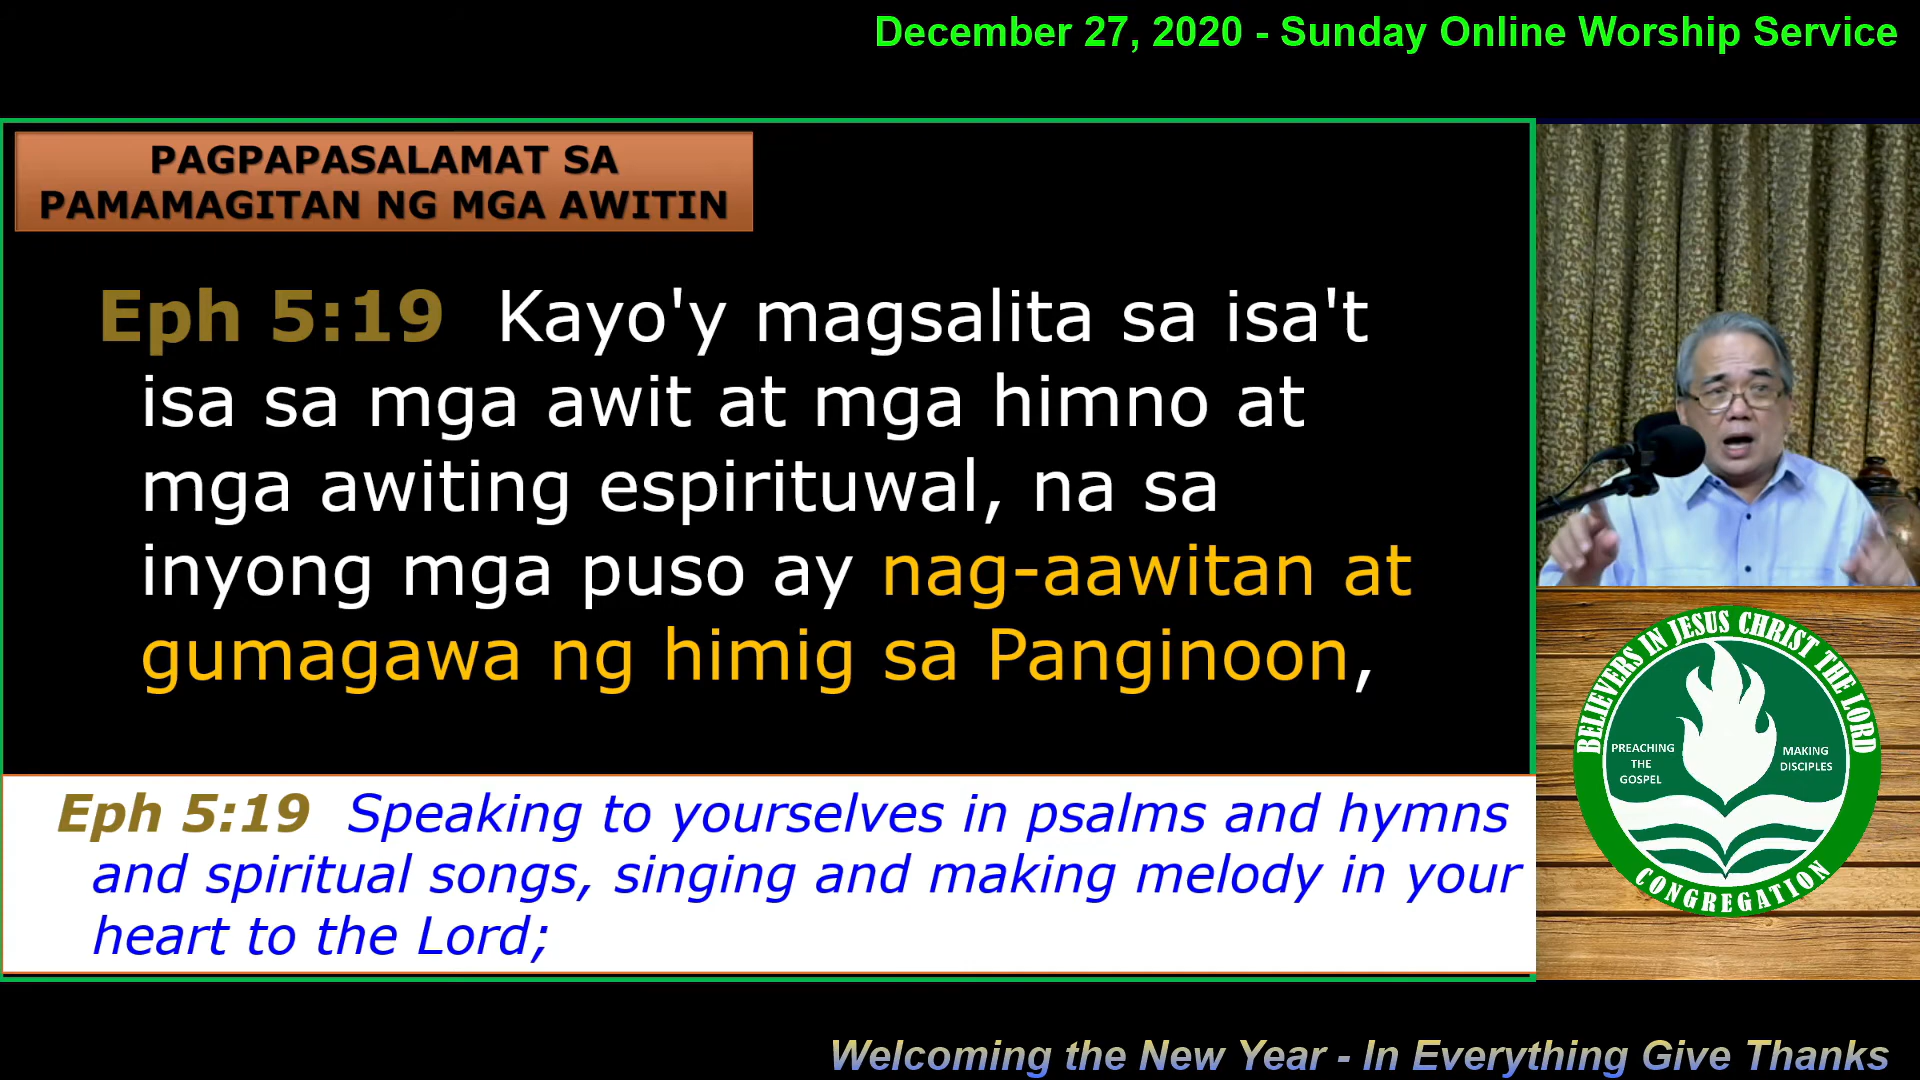 December 27, 2020 - Sunday Online Worship Service
PAGPAPASALAMAT SA
PAMAMAGITAN NG MGA AWITIN
Eph 5:19 Kayo'y magsalita sa isa't
isa sa mga awit at mga himno at
mga awiting espirituwal, na sa
inyong mga puso ay nag-aawitan at
gumagawa ng himig sa Panginoon,
Eph 5:19 Speaking to yourselves in psalms and hymns
and spiritual songs, singing and making melody in your
heart to the Lord;
BELIEVERS IN JESUS CHRIST THE LORD
PREACHING
THE
GOSPEL
MAKING
DISCIPLES
CONGREGATION
Welcoming the New Year - In Everything Give Thanks